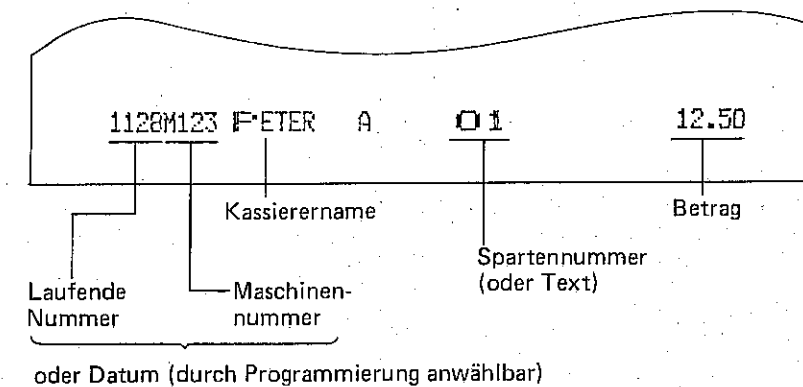 1128M123 PETER A 01 12.50
Kassierername
Betrag
Spartennummer
(oder Text)
Laufende
Nummer
Maschinen-
nummer
oder Datum (durch Programmierung anwählbar)